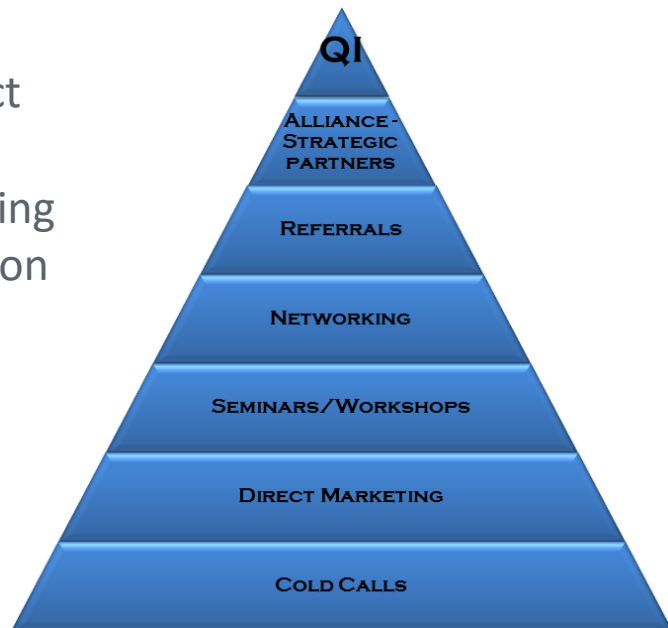 ct
ing
on
QI
ALLIANCE -
STRATEGIC
PARTNERS
REFERRALS
NETWORKING
SEMINARS/WORKSHOPS
DIRECT MARKETING
COLD CALLS